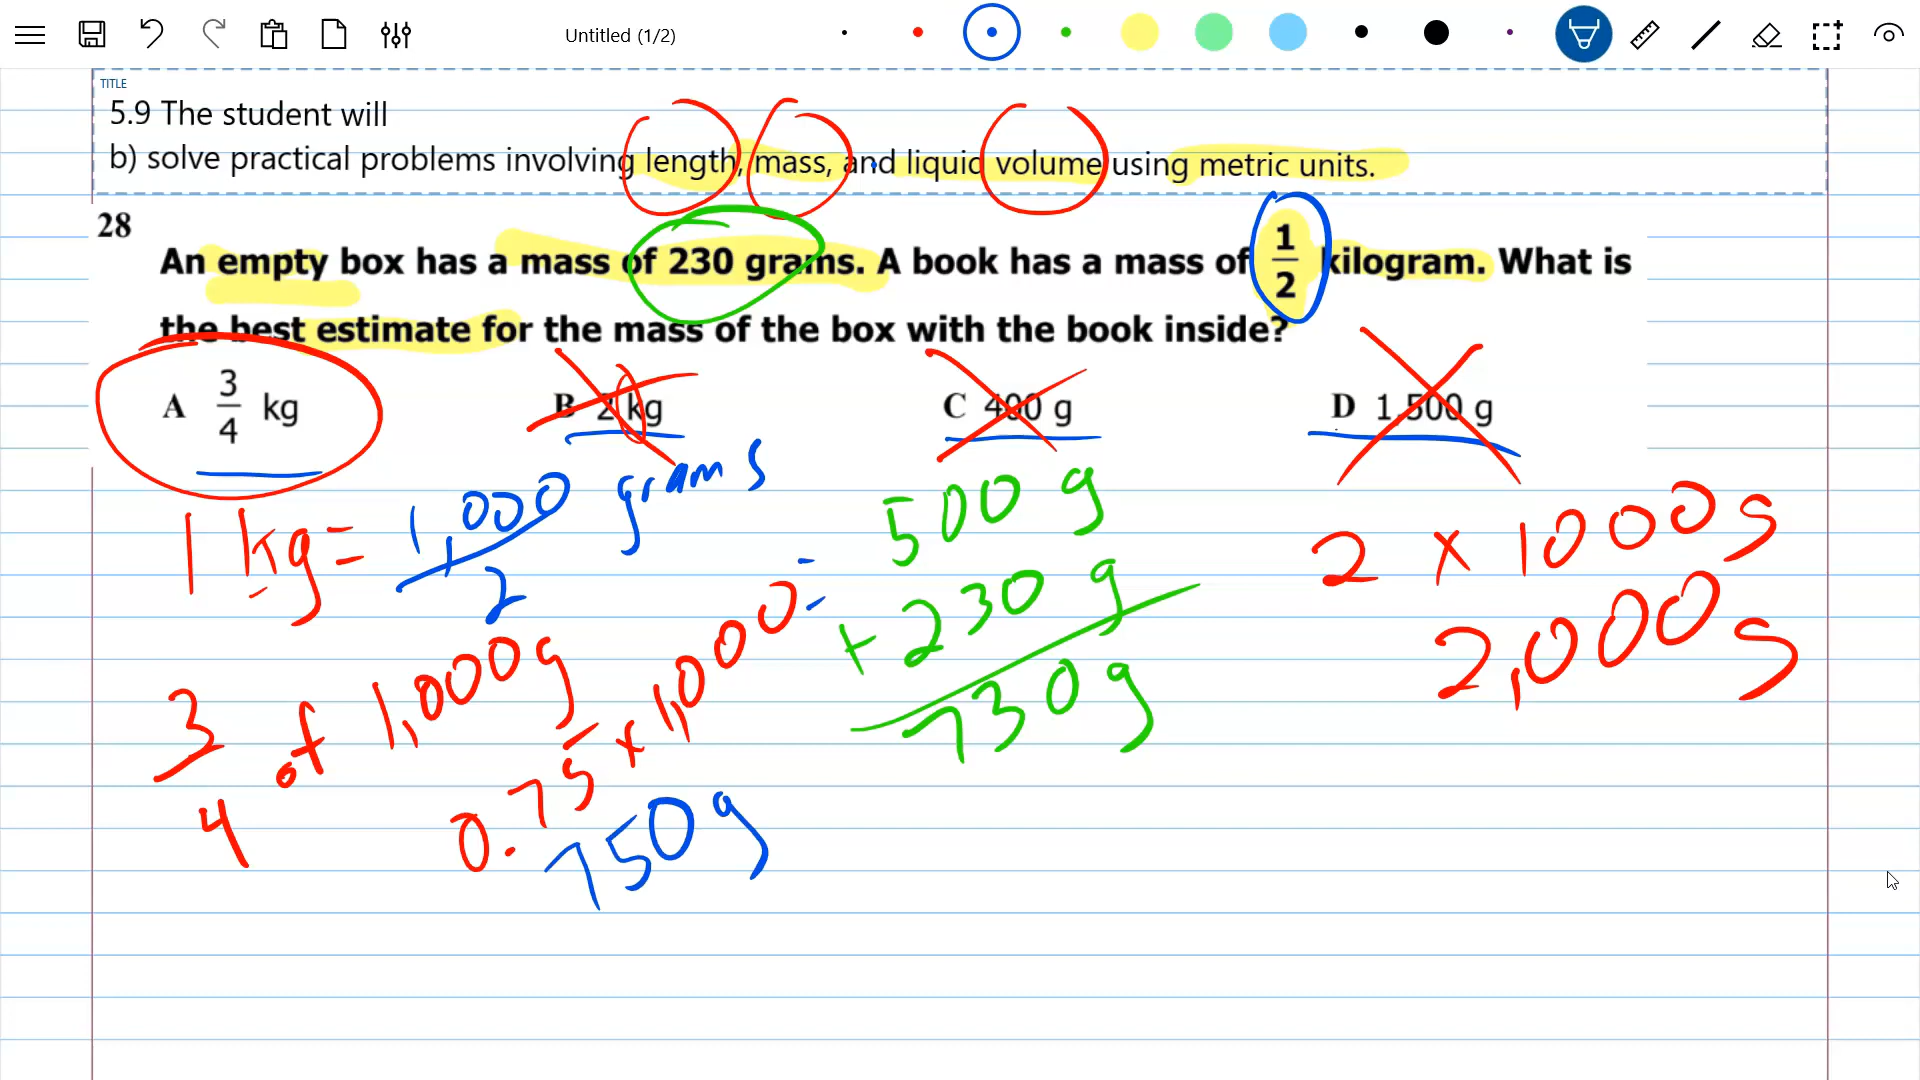 Untitled (1/2)
TITLE
5.9 The student will
b) solve practical problems involving length, mass, and liquid volume using metric units.
28
An empty box has a mass of 230 grams. A book has a mass of 1/2 kilogram. What is
the best estimate for the mass of the box with the book inside?
A 3/4 kg
B 2 kg
C 400 g
D 1,500 g
1 kg = 1,000 grams
2
=
500 g
+ 230 g
730 g
2 x 1000g
2,000g
3/4 of 1,000g
0.75 x 1,000
750g